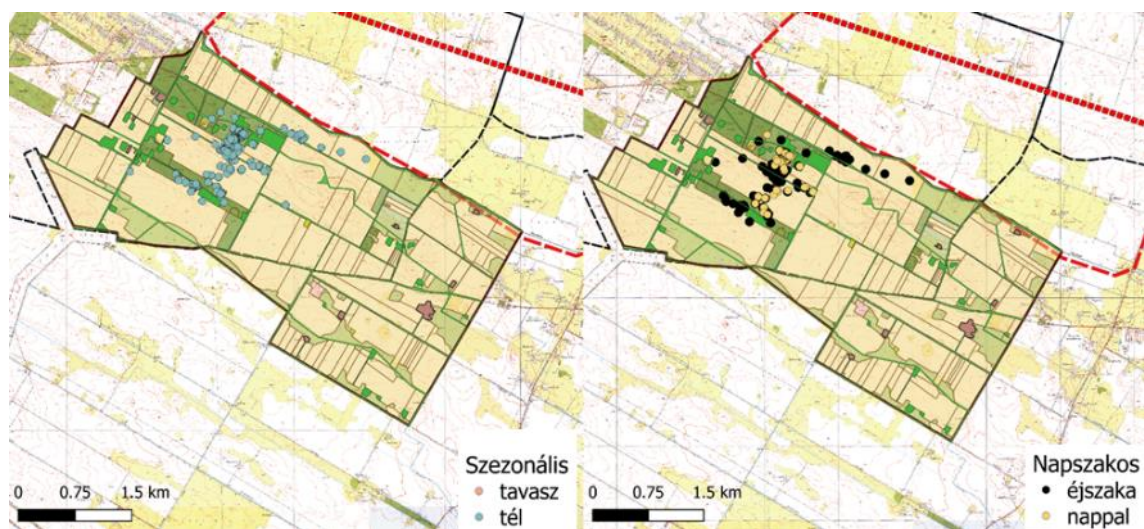 Szezonális
tavasz
tél
0 0.75 1.5 km
Napszakos
éjszaka
nappal
0 0.75 1.5 km